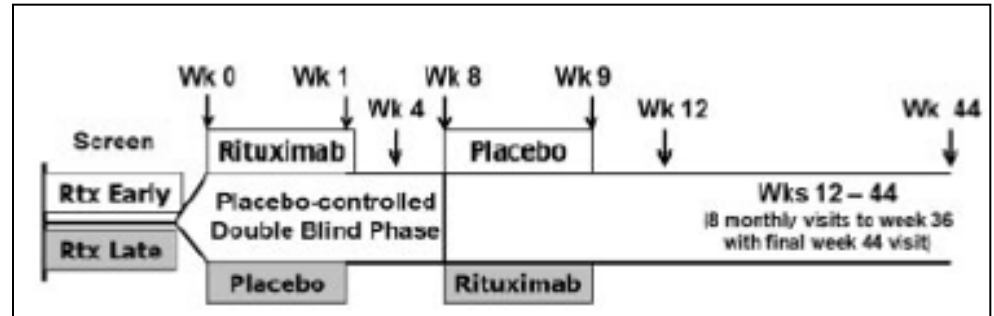 Wk 0 Wk 1 Wk 8 Wk 9
Wk 4 Wk 12 Wk 44
Screen
Rituximab Placebo
Rtx Early
Placebo-controlled
Double Blind Phase
Wks 12 – 44
(8 monthly visits to week 36
with final week 44 visit)
Rtx Late
Placebo Rituximab